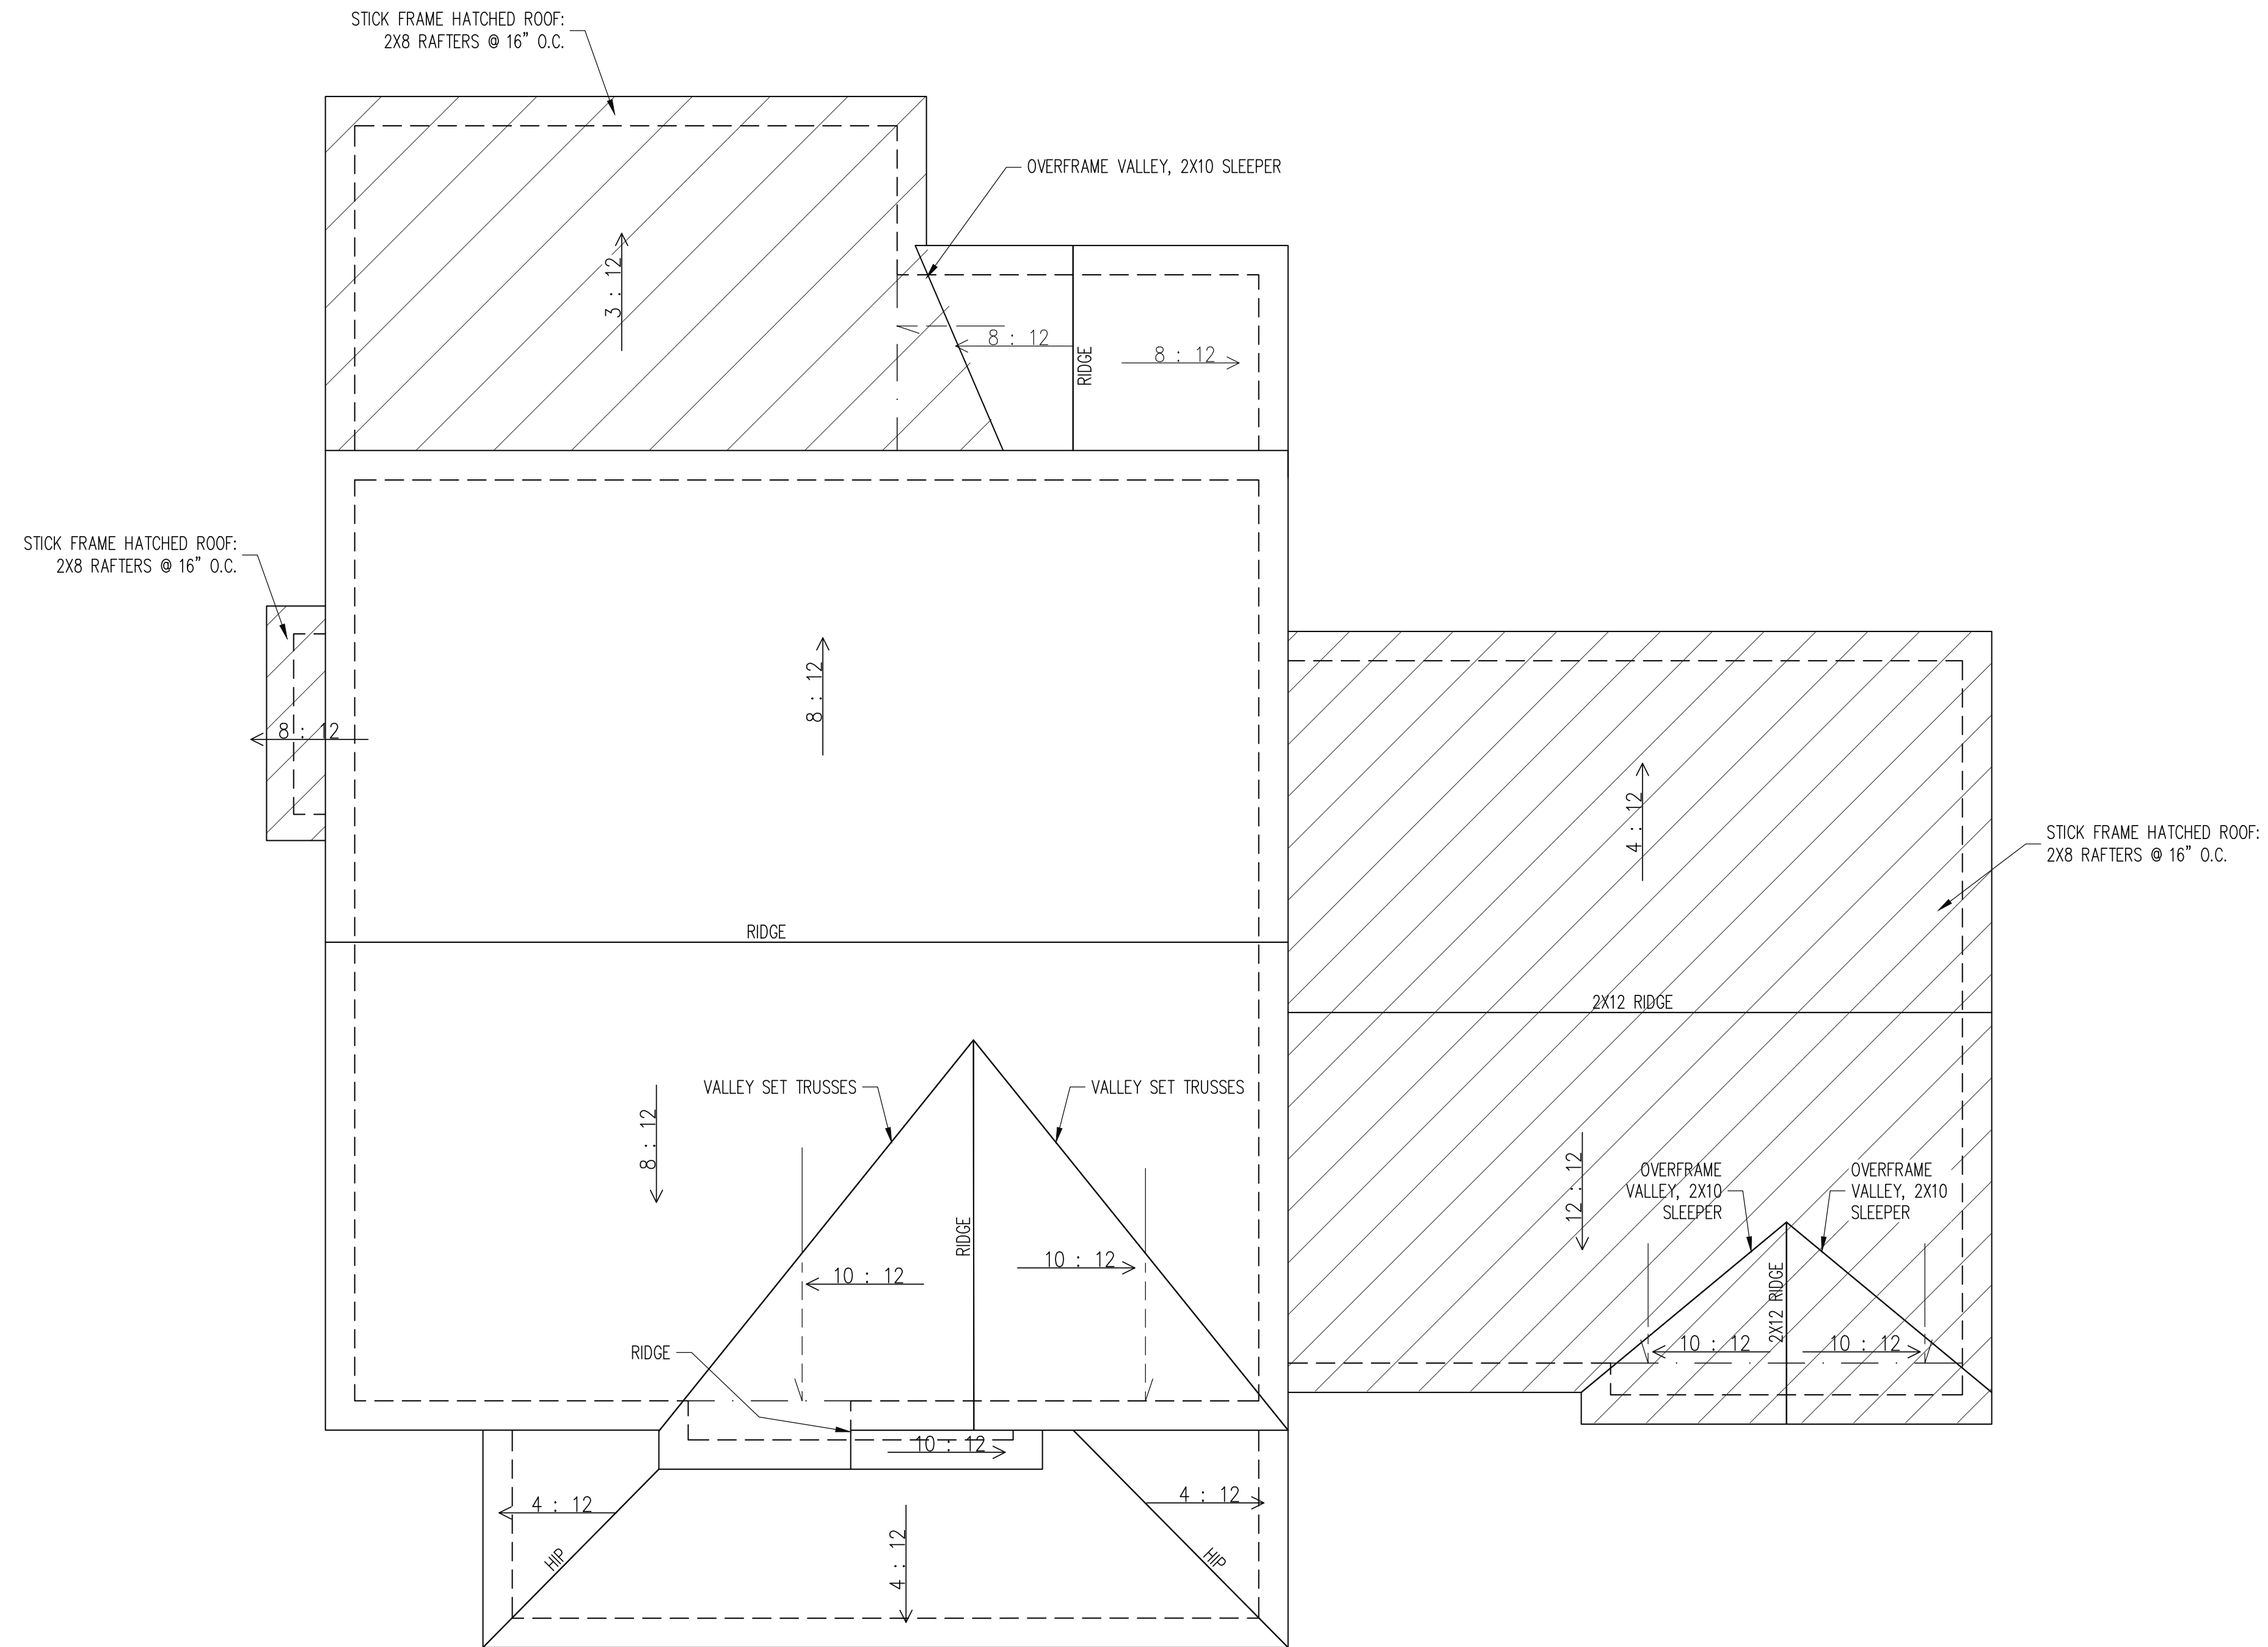 STICK FRAME HATCHED ROOF:
2X8 RAFTERS @ 16" O.C.
OVERFRAME VALLEY, 2X10 SLEEPER
3 : 12
8 : 12
RIDGE
8 : 12
STICK FRAME HATCHED ROOF:
2X8 RAFTERS @ 16" O.C.
8 : 12
8 : 12
4 : 12
STICK FRAME HATCHED ROOF:
2X8 RAFTERS @ 16" O.C.
RIDGE
2X12 RIDGE
VALLEY SET TRUSSES
VALLEY SET TRUSSES
8 : 12
12 : 12
OVERFRAME
VALLEY, 2X10
SLEEPER
OVERFRAME
VALLEY, 2X10
SLEEPER
RIDGE
10 : 12
10 : 12
2X12 RIDGE
10 : 12
10 : 12
RIDGE
10 : 12
4 : 12
4 : 12
4 : 12
HIP
HIP